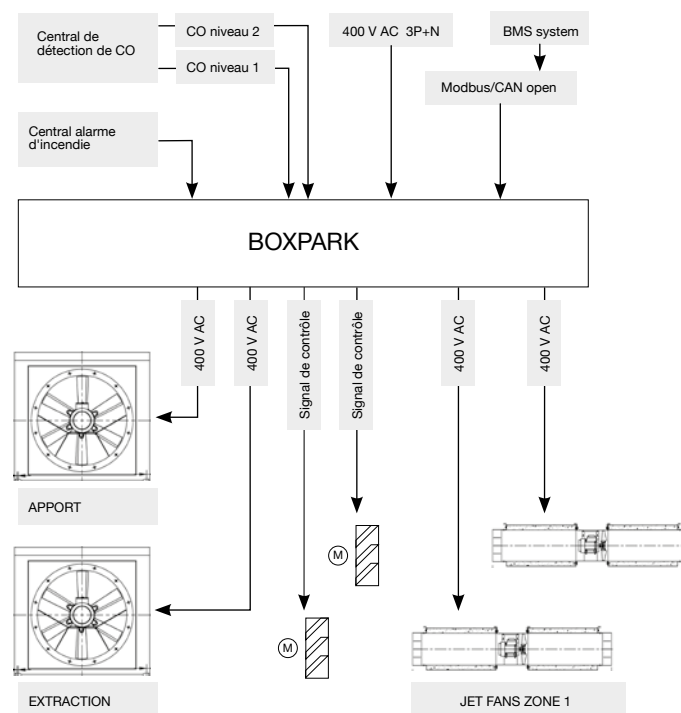 Central de
détection de CO
CO niveau 2
CO niveau 1
400 V AC 3P+N
BMS system
Modbus/CAN open
Central alarme
d'incendie
BOXPARK
400 V AC
400 V AC
Signal de contrôle
Signal de contrôle
400 V AC
400 V AC
APPORT
M
M
EXTRACTION
JET FANS ZONE 1